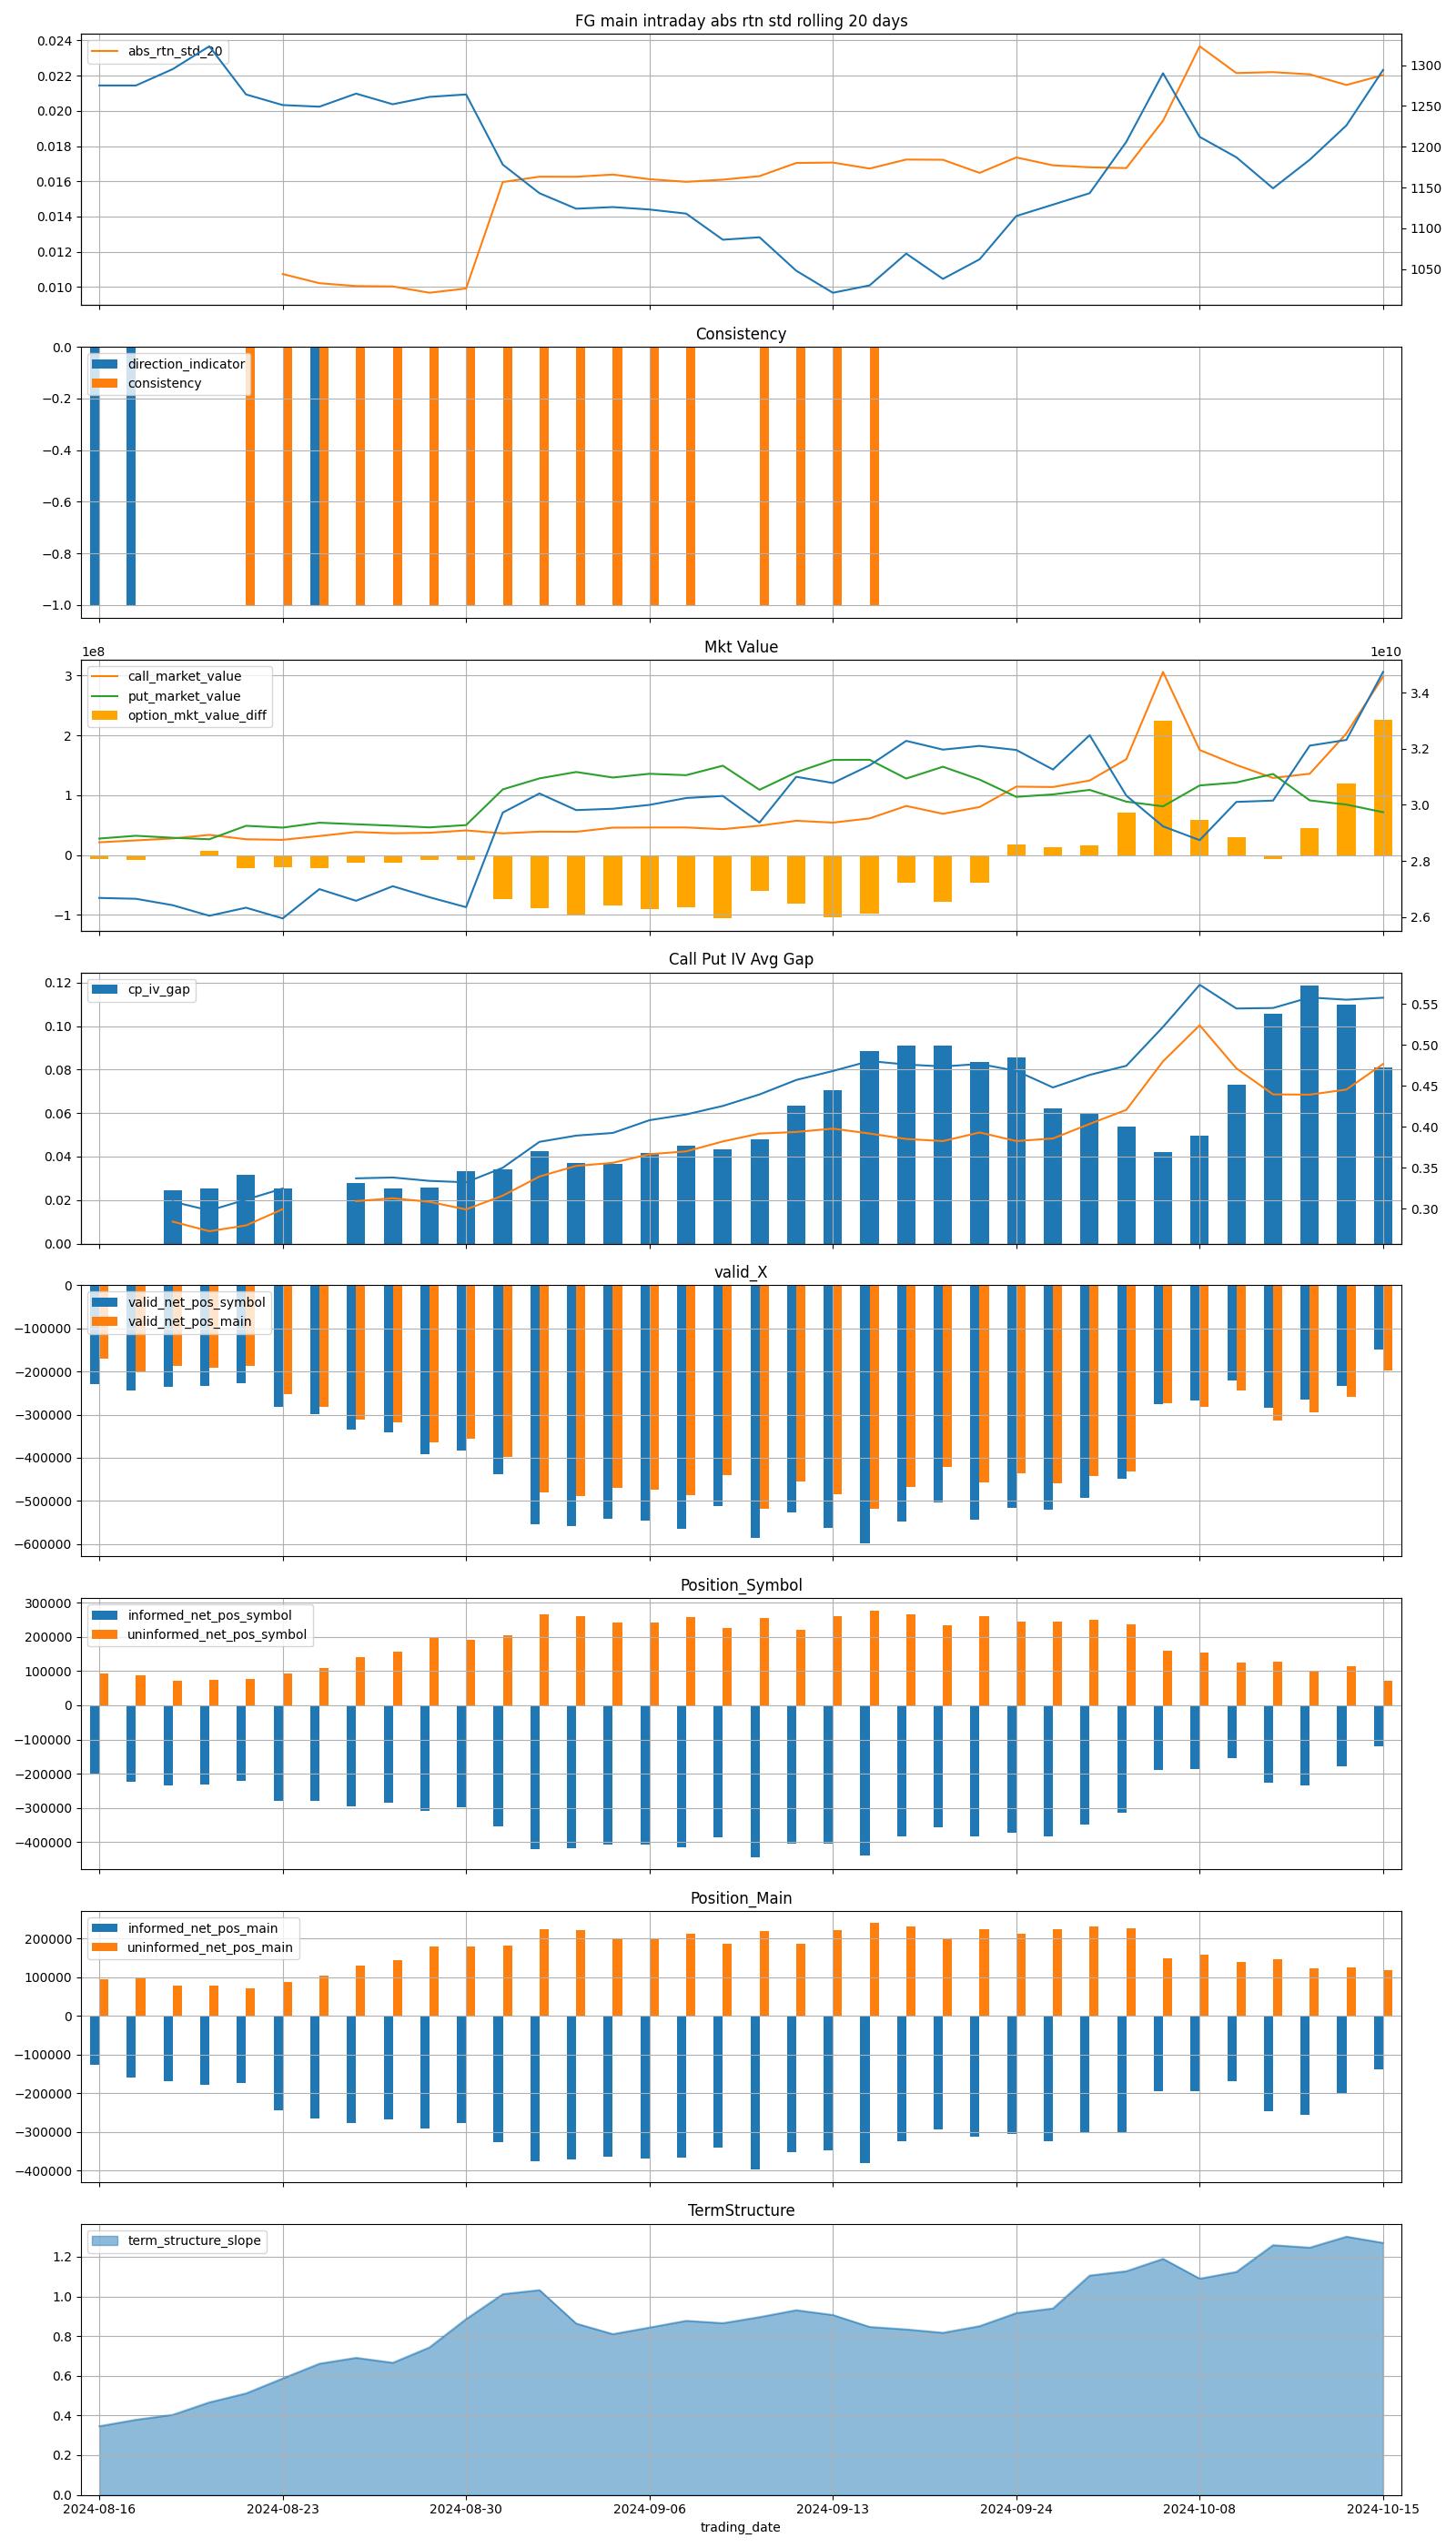 FG main intraday abs rtn std rolling 20 days
abs_rtn_std_20
0.024
0.022
0.020
0.018
0.016
0.014
0.012
0.010
1300
1250
1200
1150
1100
1050
Consistency
direction_indicator
consistency
0.0
−0.2
−0.4
−0.6
−0.8
−1.0
Mkt Value
1e8
1e10
call_market_value
put_market_value
option_mkt_value_diff
3
2
1
0
−1
3.4
3.2
3.0
2.8
2.6
Call Put IV Avg Gap
cp_iv_gap
0.12
0.10
0.08
0.06
0.04
0.02
0.00
0.55
0.50
0.45
0.40
0.35
0.30
valid_X
valid_net_pos_symbol
valid_net_pos_main
0
−100000
−200000
−300000
−400000
−500000
−600000
Position_Symbol
informed_net_pos_symbol
uninformed_net_pos_symbol
300000
200000
100000
0
−100000
−200000
−300000
−400000
Position_Main
informed_net_pos_main
uninformed_net_pos_main
200000
100000
0
−100000
−200000
−300000
−400000
TermStructure
term_structure_slope
1.2
1.0
0.8
0.6
0.4
0.2
0.0
2024-08-16 2024-08-23 2024-08-30 2024-09-06 2024-09-13 2024-09-24 2024-10-08 2024-10-15
trading_date